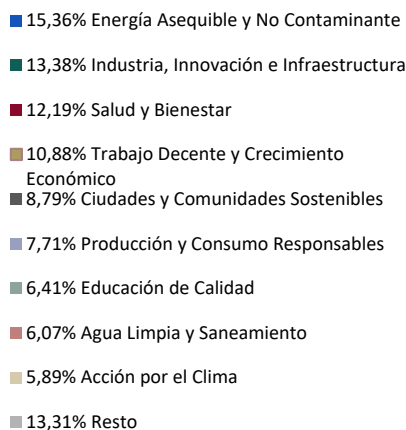 15,36% Energía Asequible y No Contaminante
13,38% Industria, Innovación e Infraestructura
12,19% Salud y Bienestar
10,88% Trabajo Decente y Crecimiento
Económico
8,79% Ciudades y Comunidades Sostenibles
7,71% Producción y Consumo Responsables
6,41% Educación de Calidad
6,07% Agua Limpia y Saneamiento
5,89% Acción por el Clima
13,31% Resto